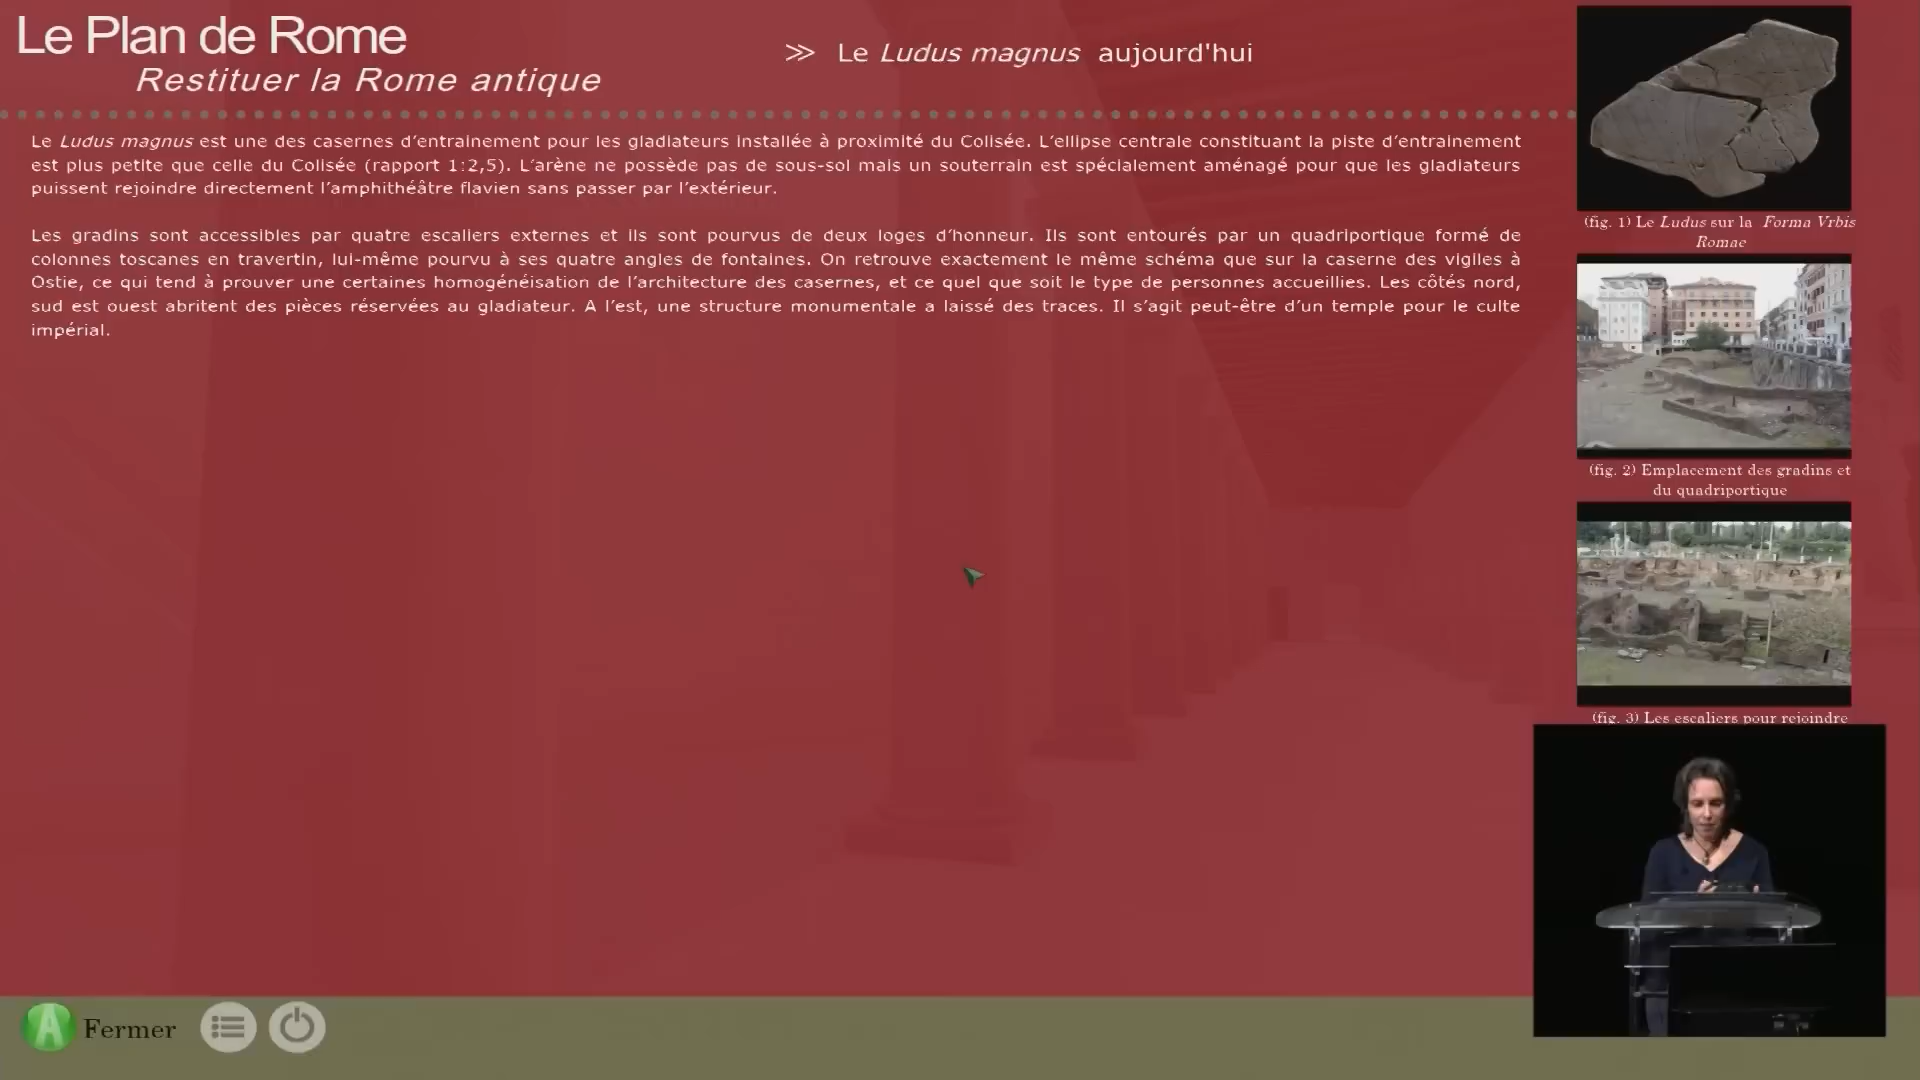 Le Plan de Rome
Restituer la Rome antique
>> Le Ludus magnus aujourd'hui
Le Ludus magnus est une des casernes d'entrainement pour les gladiateurs installée à proximité du Colisée. L'ellipse centrale constituant la piste d'entrainement
est plus petite que celle du Colisée (rapport 1:2,5). L'arène ne possède pas de sous-sol mais un souterrain est spécialement aménagé pour que les gladiateurs
puissent rejoindre directement l'amphithéâtre flavien sans passer par l'extérieur.
Les gradins sont accessibles par quatre escaliers externes et ils sont pourvus de deux loges d'honneur. Ils sont entourés par un quadriportique formé de
colonnes toscanes en travertin, lui-même pourvu à ses quatre angles de fontaines. On retrouve exactement le même schéma que sur la caserne des vigiles à
Ostie, ce qui tend à prouver une certaines homogénéisation de l'architecture des casernes, et ce quel que soit le type de personnes accueillies. Les côtés nord,
sud est ouest abritent des pièces réservées au gladiateur. A l'est, une structure monumentale a laissé des traces. Il s'agit peut-être d'un temple pour le culte
impérial.
(fig. 1) Le Ludus sur la Forma Vrbis
Romae
(fig. 2) Emplacement des gradins et
du quadriportique
(fig. 3) Les escaliers pour rejoindre
A Fermer